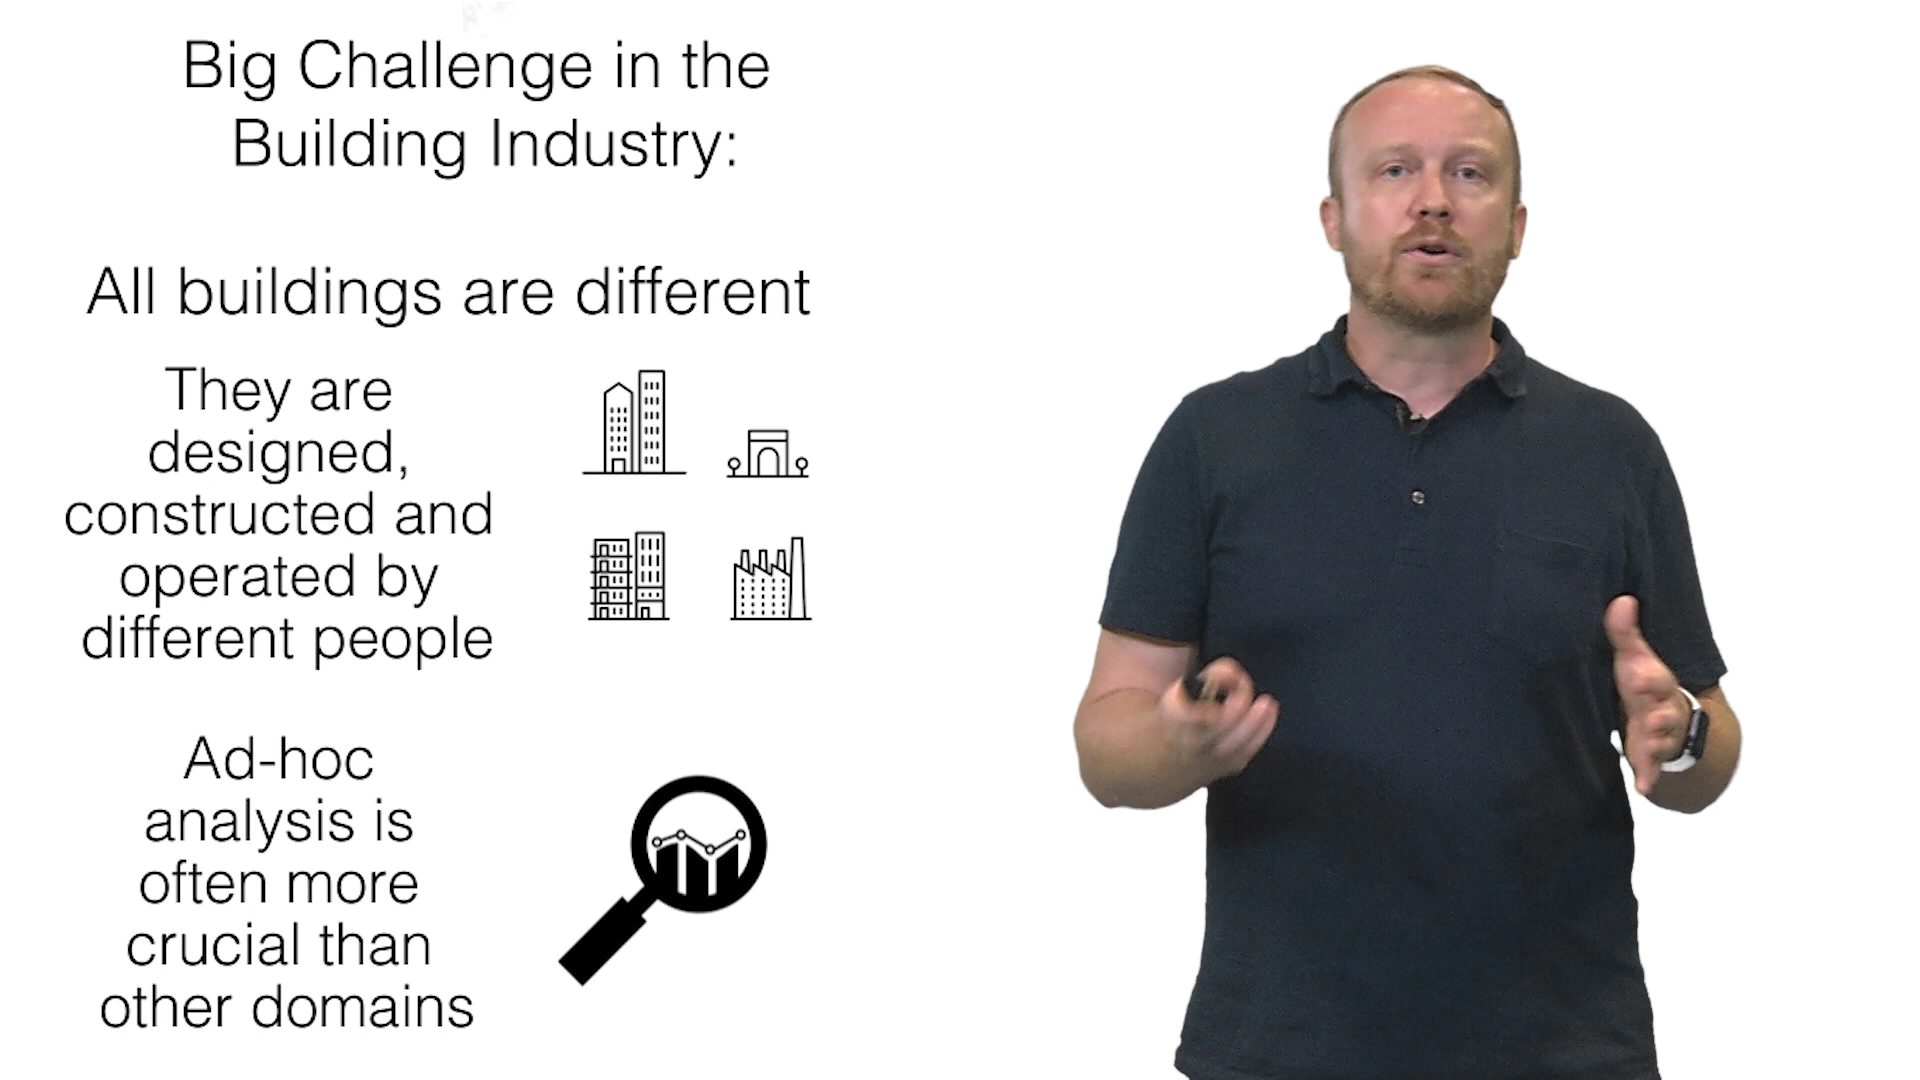 Big Challenge in the
Building Industry:
All buildings are different
They are
designed,
constructed and
operated by
different people
Ad-hoc
analysis is
often more
crucial than
other domains